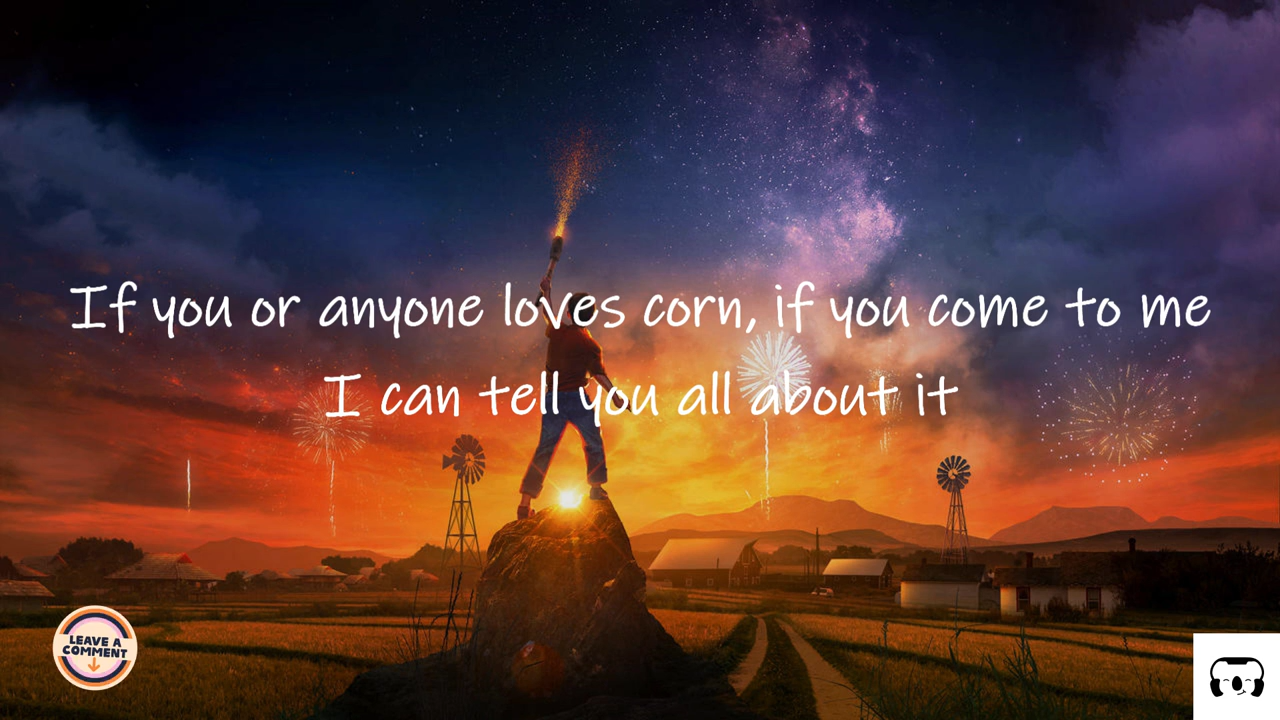 If you or anyone loves corn, if you come to me
I can tell you all about it
LEAVE A
COMMENT